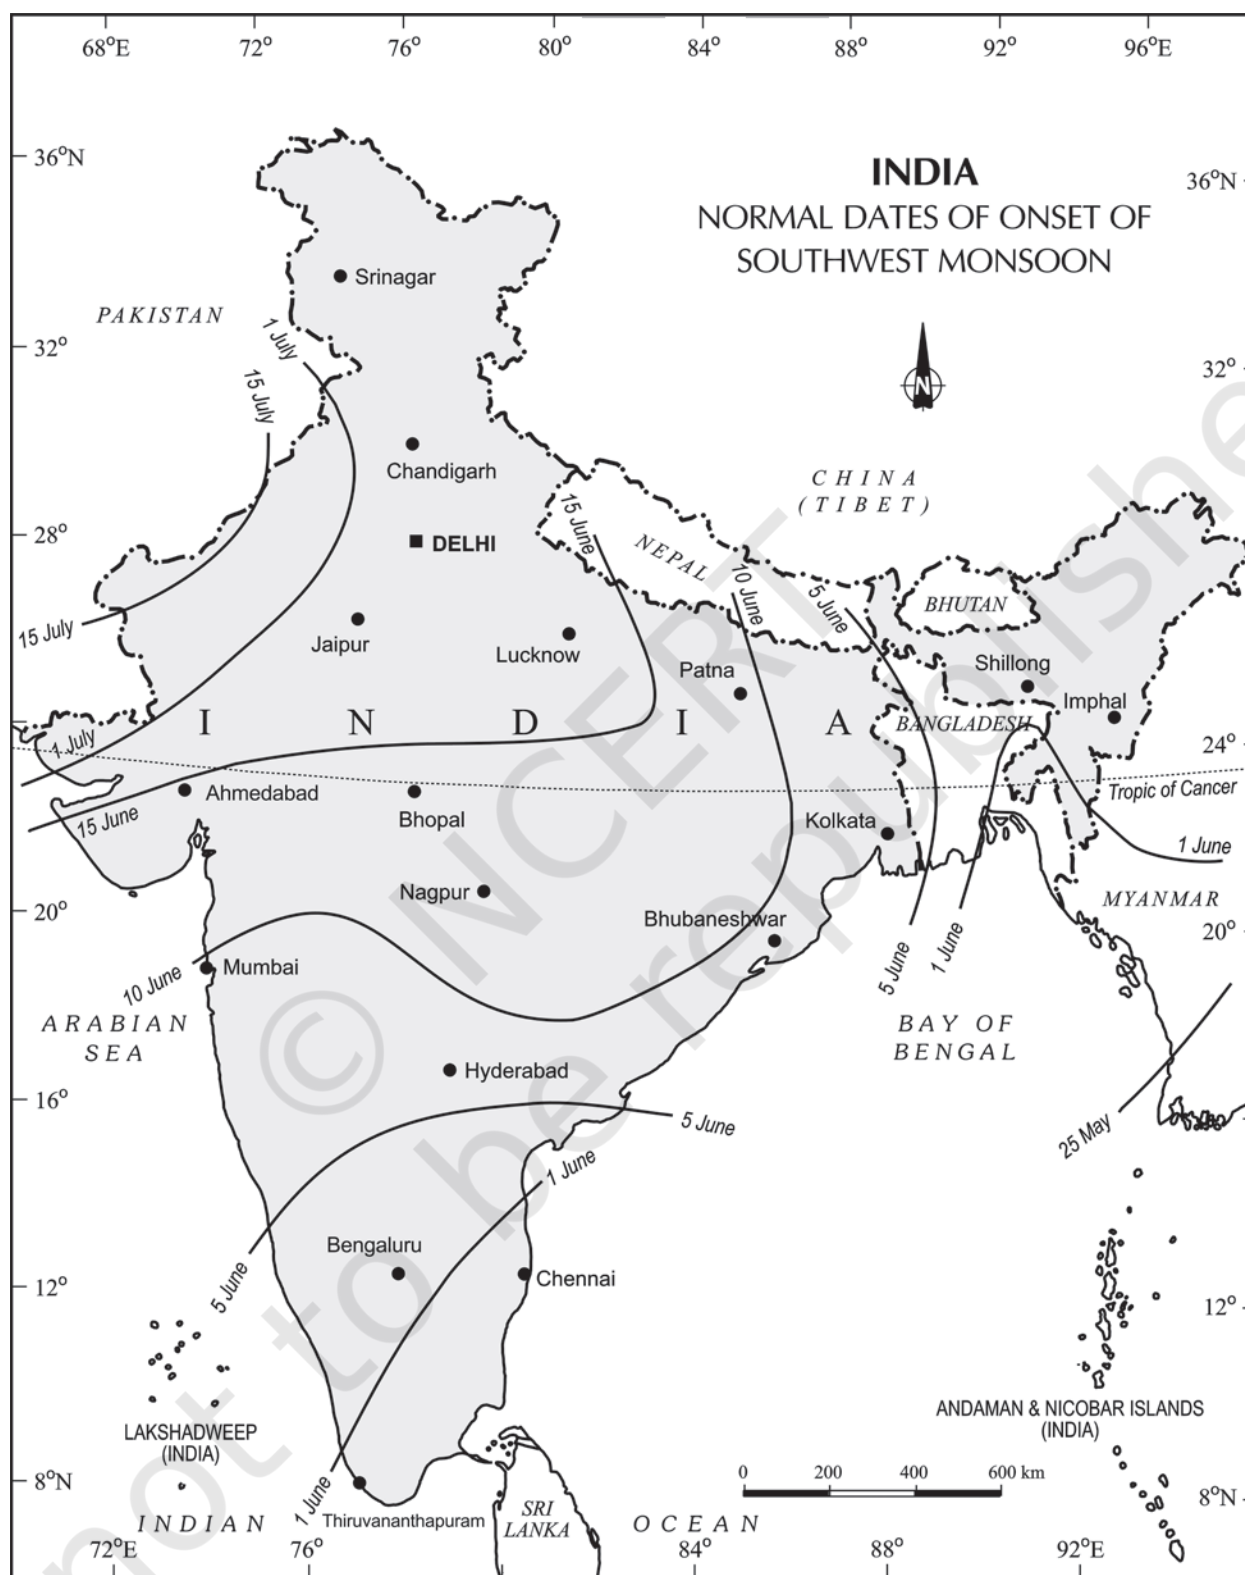 68°E 72° 76° 80° 84° 88° 92° 96°E
36°N
INDIA
NORMAL DATES OF ONSET OF
SOUTHWEST MONSOON
36°N
Srinagar
PAKISTAN
1 July
32°
32°
15 July
N
Chandigarh
CHINA
(TIBET)
15 June
28°
DELHI
NEPAL
10 June
5 June
28°
BHUTAN
15 July
Jaipur
Lucknow
Patna
Shillong
Imphal
I N D I A
BANGLADESH
1 July
24°
Ahmedabad
Tropic of Cancer
15 June
Bhopal
Kolkata
1 June
Nagpur
MYANMAR
20°
Bhubaneshwar
20°
10 June
Mumbai
5 June
1 June
ARABIAN
SEA
BAY OF
BENGAL
Hyderabad
16°
5 June
25 May
1 June
Bengaluru
Chennai
5 June
12°
12°
LAKSHADWEEP
(INDIA)
ANDAMAN & NICOBAR ISLANDS
(INDIA)
8°N
0 200 400 600 km
8°N
1 June
Thiruvananthapuram
SRI
LANKA
INDIAN OCEAN
72°E 76° 84° 88° 92°E
© NCERT
not to be republished